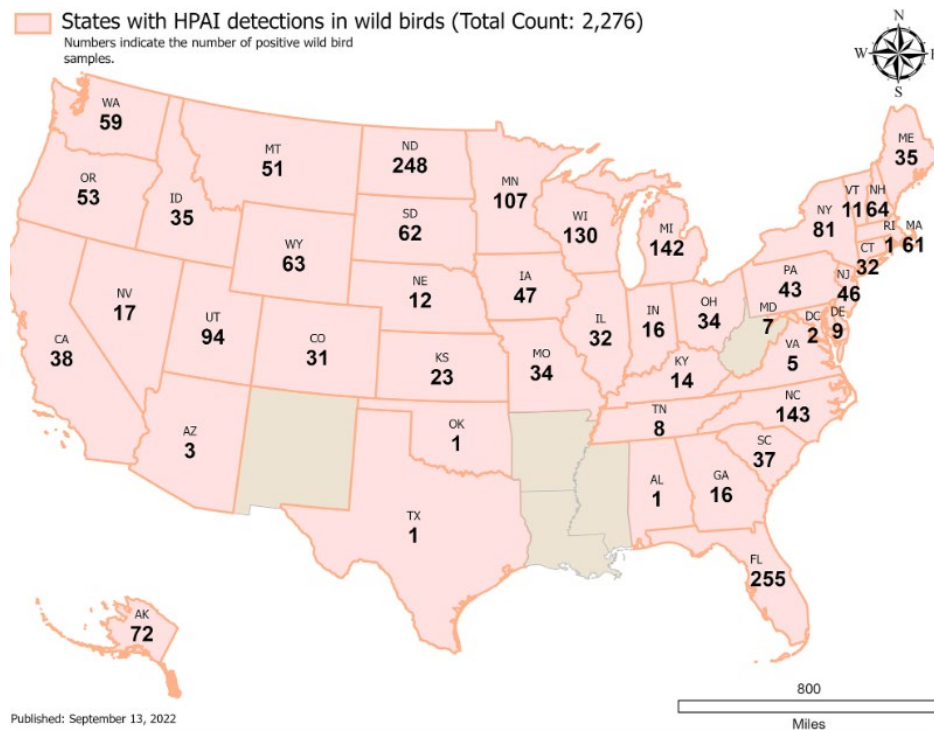 States with HPAI detections in wild birds (Total Count: 2,276)
Numbers indicate the number of positive wild bird
samples.
N
W
S
WA
59
MT
51
ND
248
MN
107
ME
35
OR
53
ID
35
SD
62
WI
130
MI
142
VT
11
NH
64
NY
81
RI
1
MA
61
CT
32
WY
63
NE
12
IA
47
PA
43
NJ
46
NV
17
UT
94
CO
31
IL
32
IN
16
OH
34
MD
7
DC
2
DE
9
CA
38
KS
23
MO
34
KY
14
VA
5
AZ
3
OK
1
TN
8
NC
143
SC
37
AL
1
GA
16
TX
1
FL
255
AK
72
800
Miles
Published: September 13, 2022